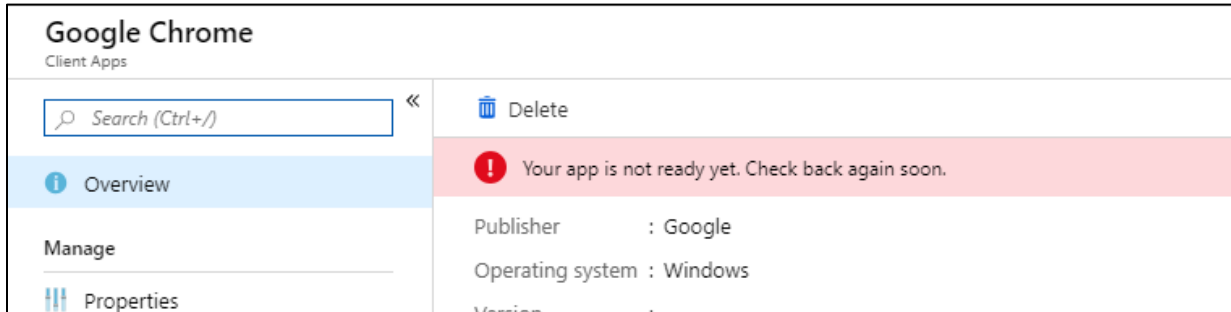 Google Chrome
Client Apps
Search (Ctrl+/)
«
Delete
Overview
! Your app is not ready yet. Check back again soon.
Manage
Publisher : Google
Operating system : Windows
Properties